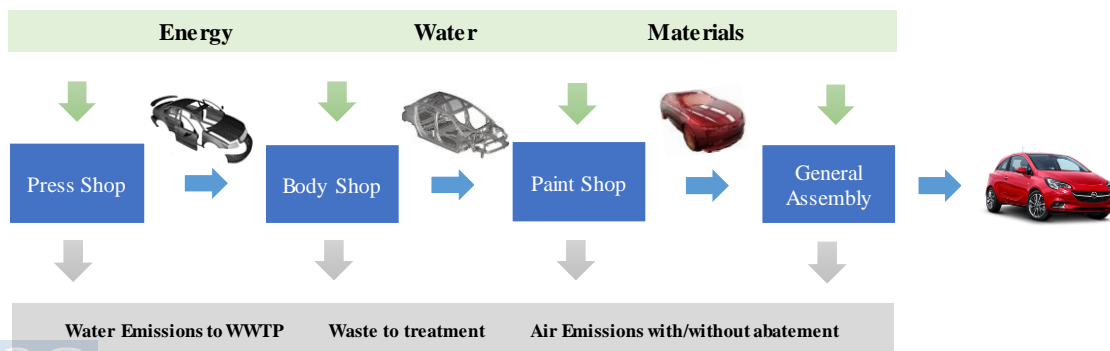 Energy Water Materials
Press Shop
Body Shop
Paint Shop
General
Assembly
Water Emissions to WWTP Waste to treatment Air Emissions with/without abatement